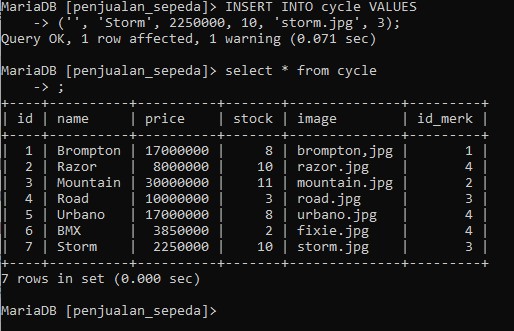 MariaDB [penjualan_sepeda]> INSERT INTO cycle VALUES
    -> ('', 'Storm', 2250000, 10, 'storm.jpg', 3);
Query OK, 1 row affected, 1 warning (0.071 sec)

MariaDB [penjualan_sepeda]> select * from cycle
    -> ;
+----+----------+----------+-------+--------------+---------+
| id | name     | price    | stock | image        | id_merk |
+----+----------+----------+-------+--------------+---------+
|  1 | Brompton | 17000000 |     8 | brompton,jpg |       1 |
|  2 | Razor    |  8000000 |    10 | razor.jpg    |       4 |
|  3 | Mountain | 30000000 |    11 | mountain.jpg |       2 |
|  4 | Road     | 10000000 |     3 | road.jpg     |       3 |
|  5 | Urbano   | 17000000 |     8 | urbano.jpg   |       4 |
|  6 | BMX      |  3850000 |     2 | fixie.jpg    |       4 |
|  7 | Storm    |  2250000 |    10 | storm.jpg    |       3 |
+----+----------+----------+-------+--------------+---------+
7 rows in set (0.000 sec)

MariaDB [penjualan_sepeda]>